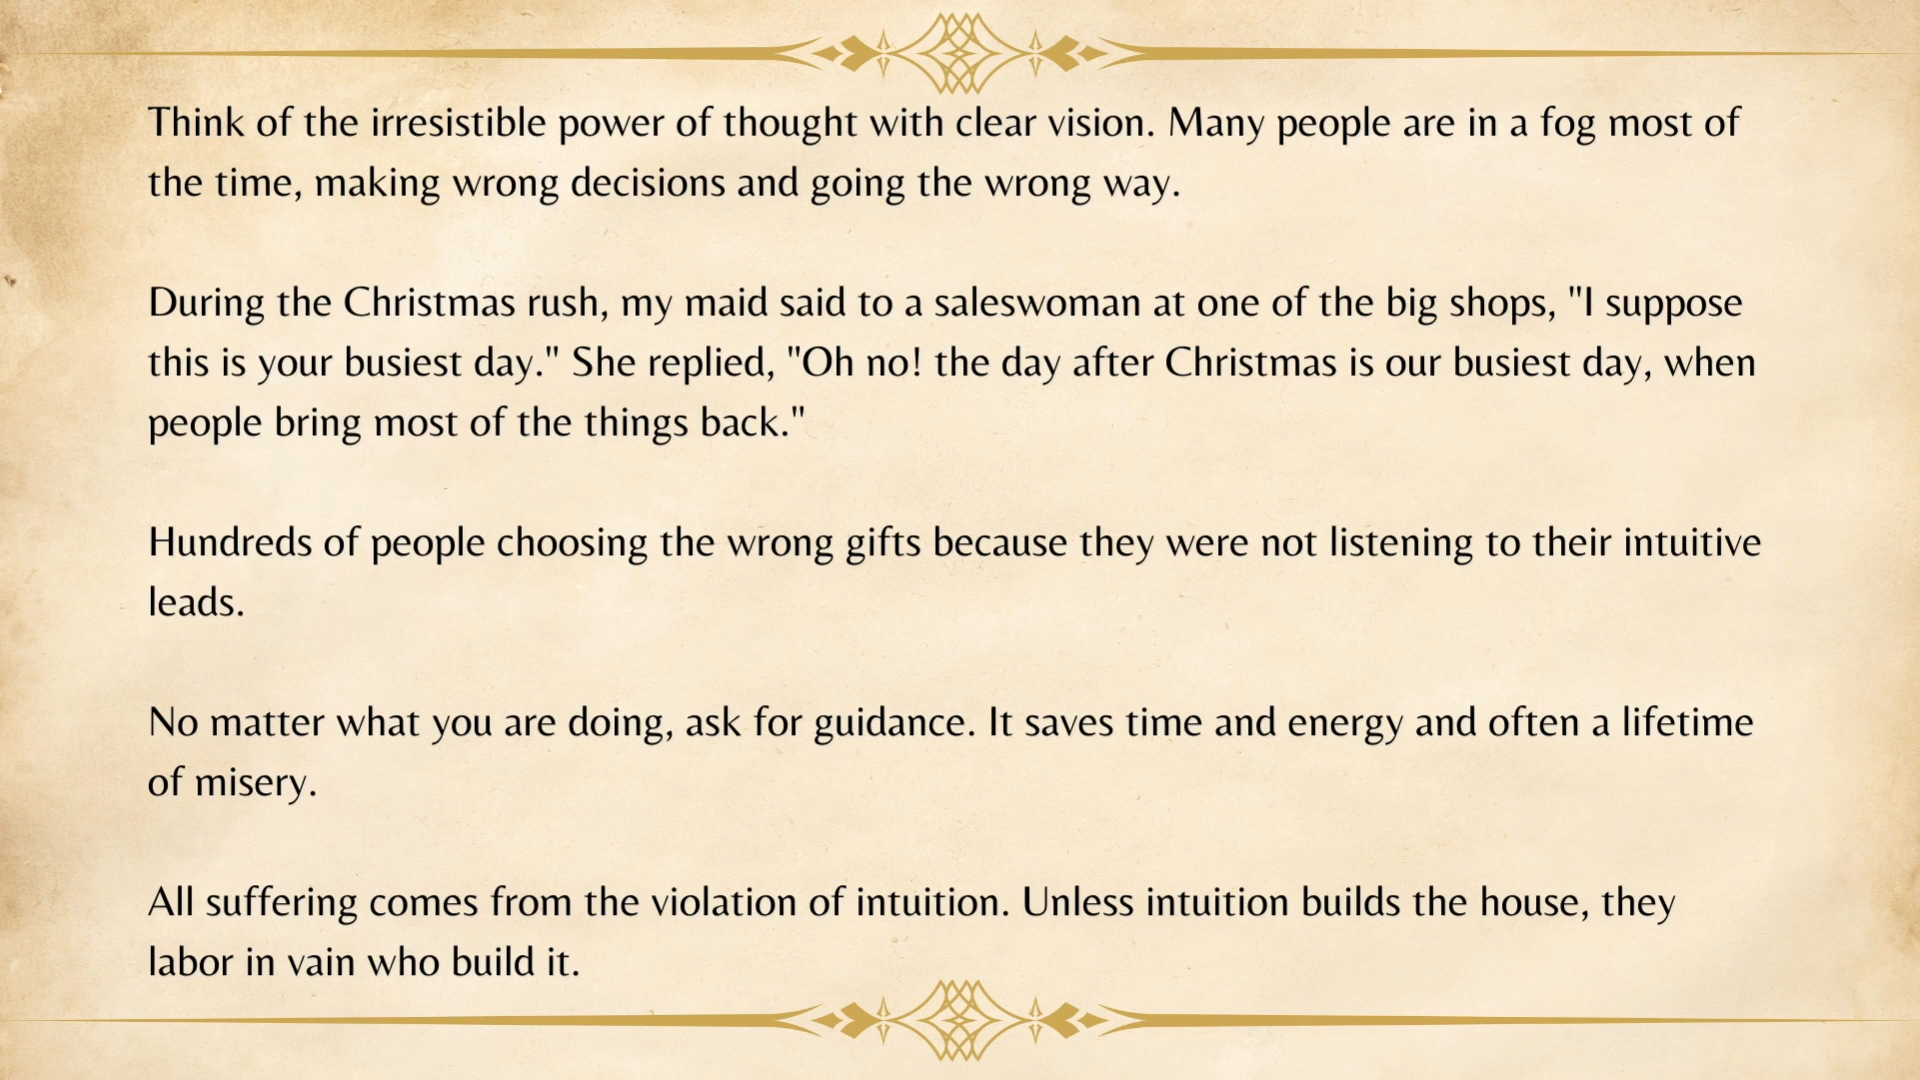 Think of the irresistible power of thought with clear vision. Many people are in a fog most of
the time, making wrong decisions and going the wrong way.
During the Christmas rush, my maid said to a saleswoman at one of the big shops, "I suppose
this is your busiest day." She replied, "Oh no! the day after Christmas is our busiest day, when
people bring most of the things back."
Hundreds of people choosing the wrong gifts because they were not listening to their intuitive
leads.
No matter what you are doing, ask for guidance. It saves time and energy and often a lifetime
of misery.
All suffering comes from the violation of intuition. Unless intuition builds the house, they
labor in vain who build it.